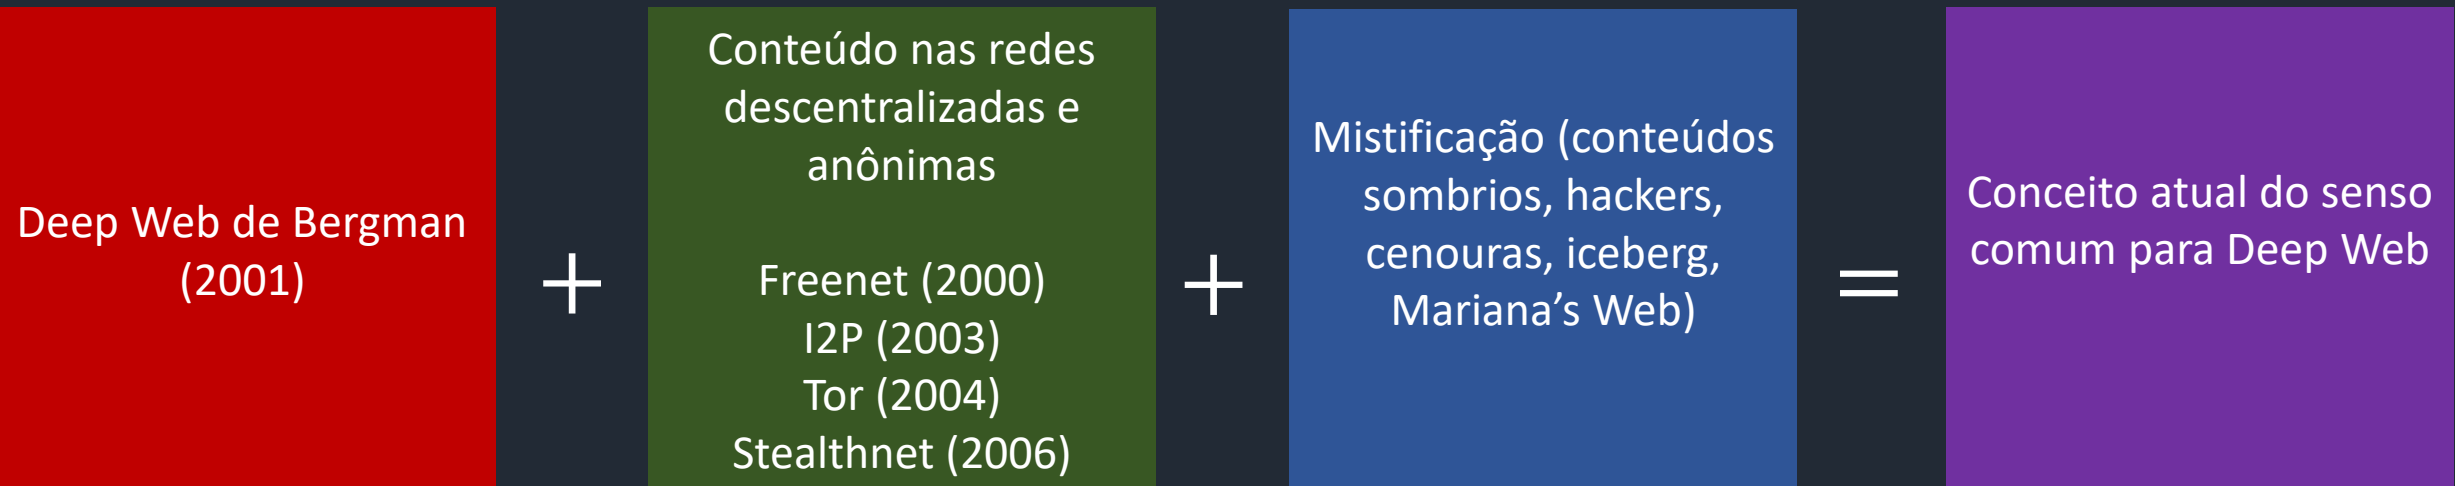 Deep Web de Bergman
(2001)
+
Conteúdo nas redes
descentralizadas e
anônimas
Freenet (2000)
I2P (2003)
Tor (2004)
Stealthnet (2006)
+
Mistificação (conteúdos
sombrios, hackers,
cenouras, iceberg,
Mariana’s Web)
=
Conceito atual do senso
comum para Deep Web